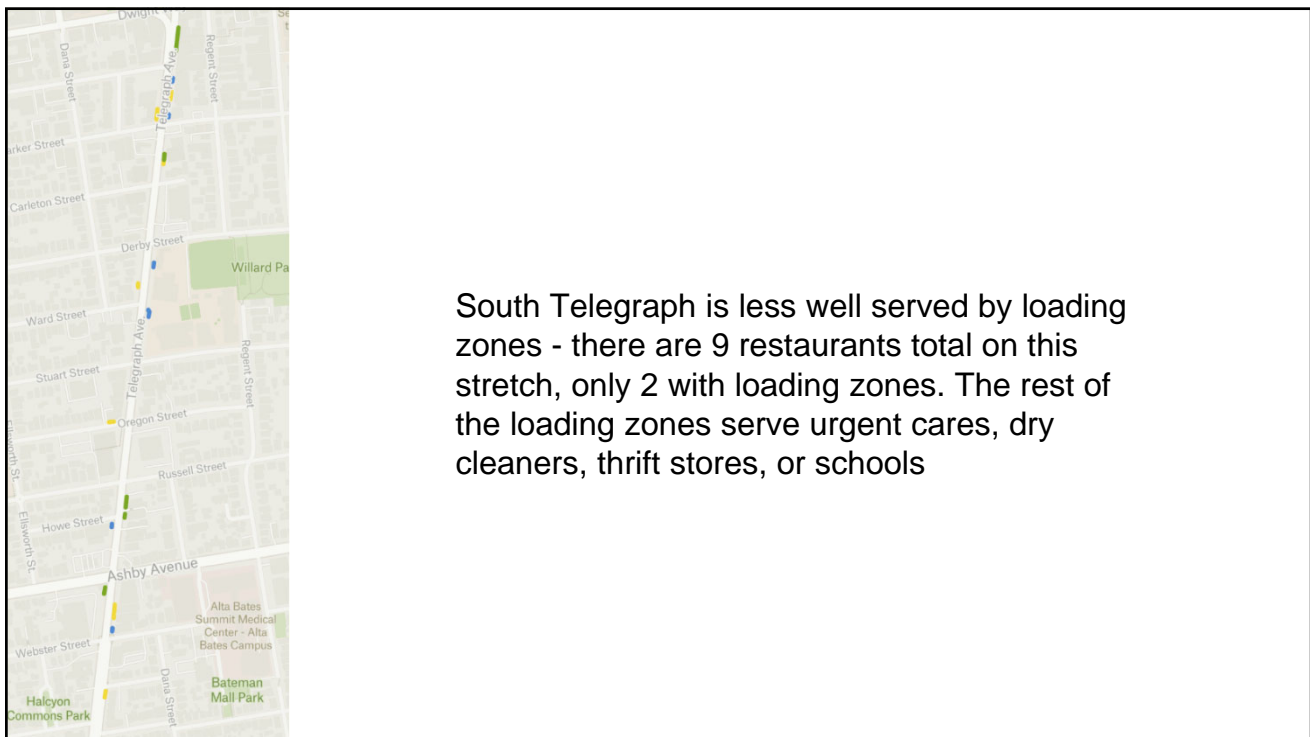 Dwight
Dana Street
Telegraph Ave.
Regent Street
Carleton Street
Derby Street
Willard Pa
Ward Street
Telegraph Ave.
Stuart Street
Regent Street
Oregon Street
Ellsworth St.
Russell Street
Howe Street
Ellsworth St.
Ashby Avenue
Alta Bates
Summit Medical
Center - Alta
Bates Campus
Webster Street
Dana Street
Bateman
Mall Park
Halcyon
Commons Park
South Telegraph is less well served by loading
zones - there are 9 restaurants total on this
stretch, only 2 with loading zones. The rest of
the loading zones serve urgent cares, dry
cleaners, thrift stores, or schools